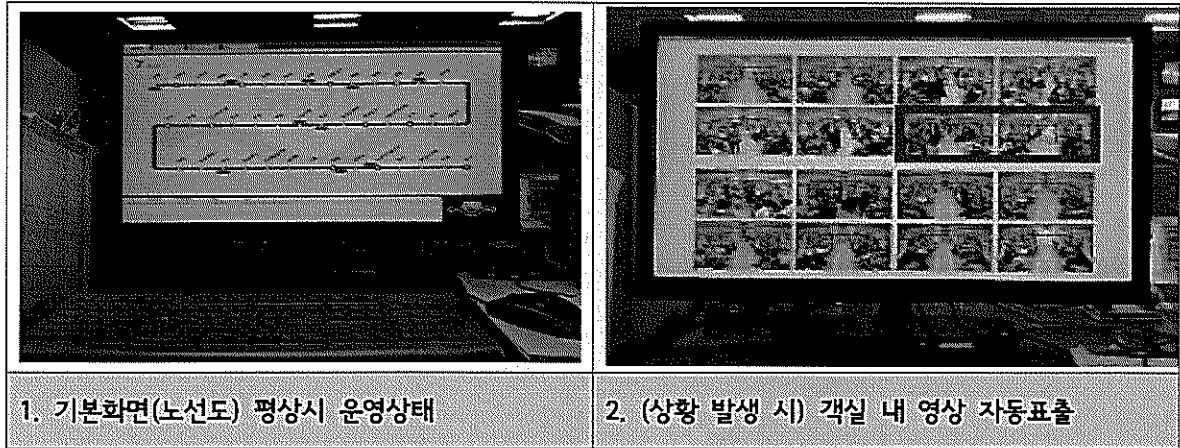 1. 기본화면(노선도) 평상시 운영상태
2. (상황 발생 시) 객실 내 영상 자동표출